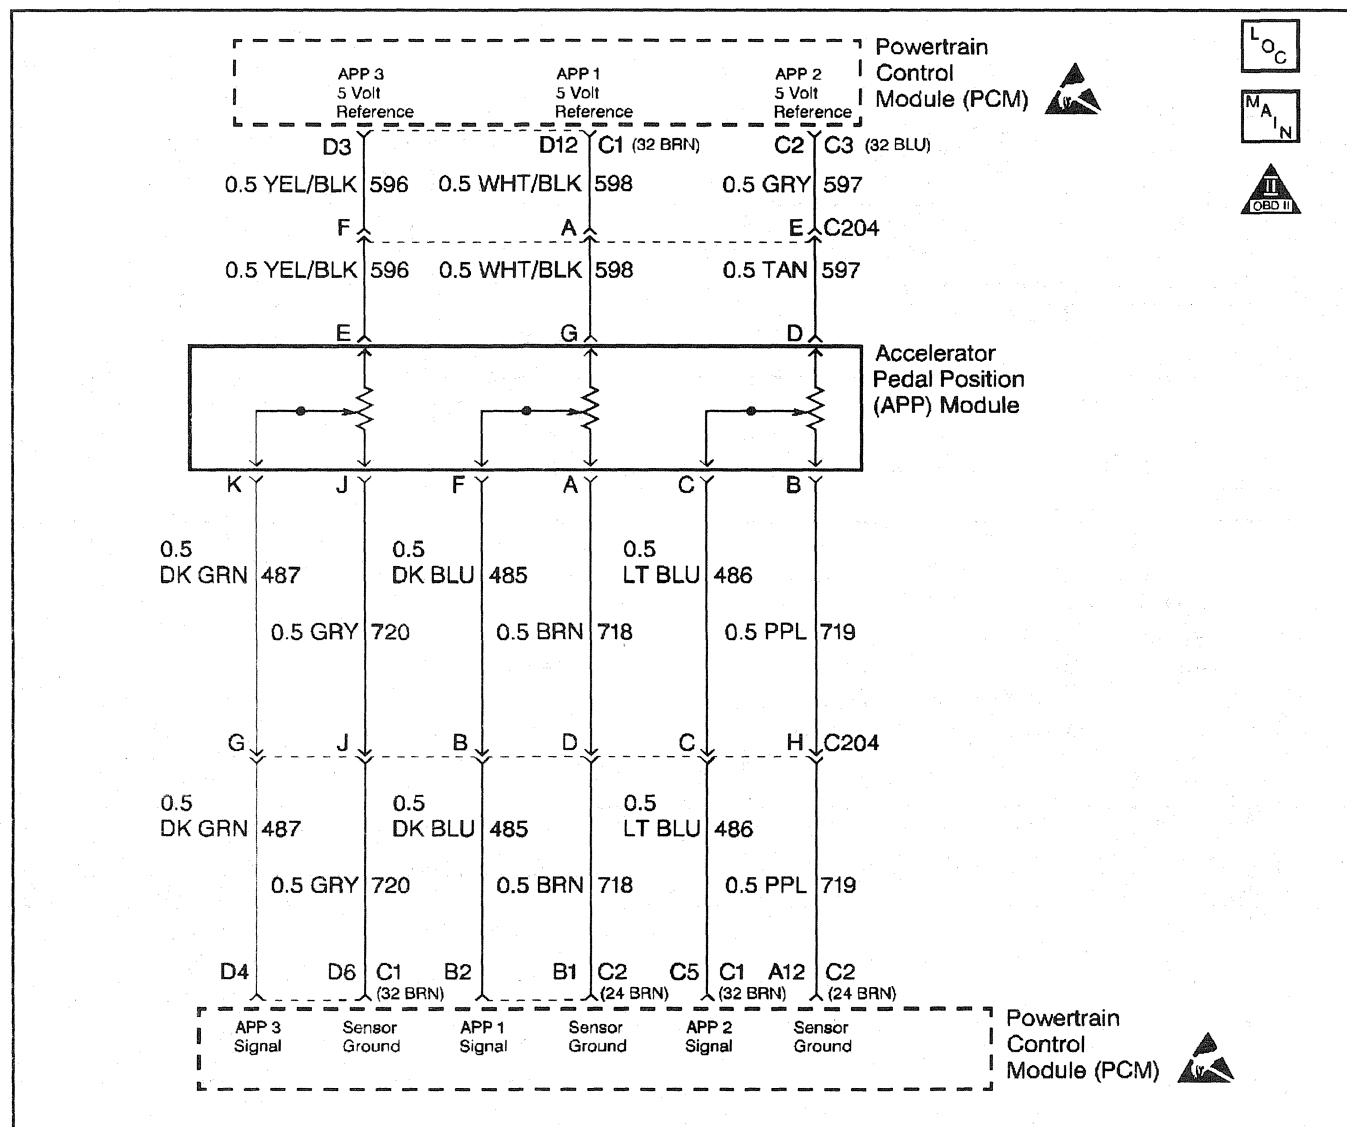 Powertrain
Control
Module (PCM)
L
O
C
M
A
I
N
II
OBD II
APP 3
5 Volt
Reference
APP 1
5 Volt
Reference
APP 2
5 Volt
Reference
D3 D12 C1 (32 BRN) C2 C3 (32 BLU)
0.5 YEL/BLK 596 0.5 WHT/BLK 598 0.5 GRY 597
F A E C204
0.5 YEL/BLK 596 0.5 WHT/BLK 598 0.5 TAN 597
E G D
Accelerator
Pedal Position
(APP) Module
K J F A C B
0.5 0.5 0.5
DK GRN 487 DK BLU 485 LT BLU 486
0.5 GRY 720 0.5 BRN 718 0.5 PPL 719
G J B D C H C204
0.5 0.5 0.5
DK GRN 487 DK BLU 485 LT BLU 486
0.5 GRY 720 0.5 BRN 718 0.5 PPL 719
D4 D6 C1 B2 B1 C2 C5 C1 A12 C2
(32 BRN) (24 BRN) (32 BRN) (24 BRN)
APP 3
Signal
Sensor
Ground
APP 1
Signal
Sensor
Ground
APP 2
Signal
Sensor
Ground
Powertrain
Control
Module (PCM)